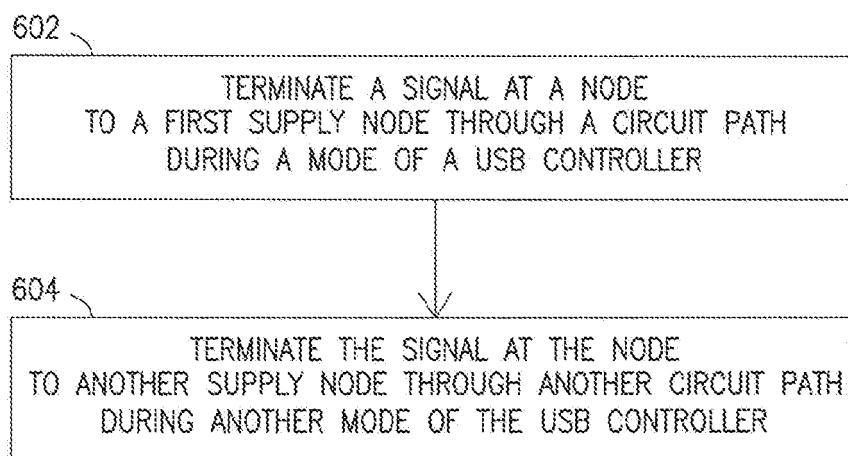 602
TERMINATE A SIGNAL AT A NODE
TO A FIRST SUPPLY NODE THROUGH A CIRCUIT PATH
DURING A MODE OF A USB CONTROLLER
604
TERMINATE THE SIGNAL AT THE NODE
TO ANOTHER SUPPLY NODE THROUGH ANOTHER CIRCUIT PATH
DURING ANOTHER MODE OF THE USB CONTROLLER